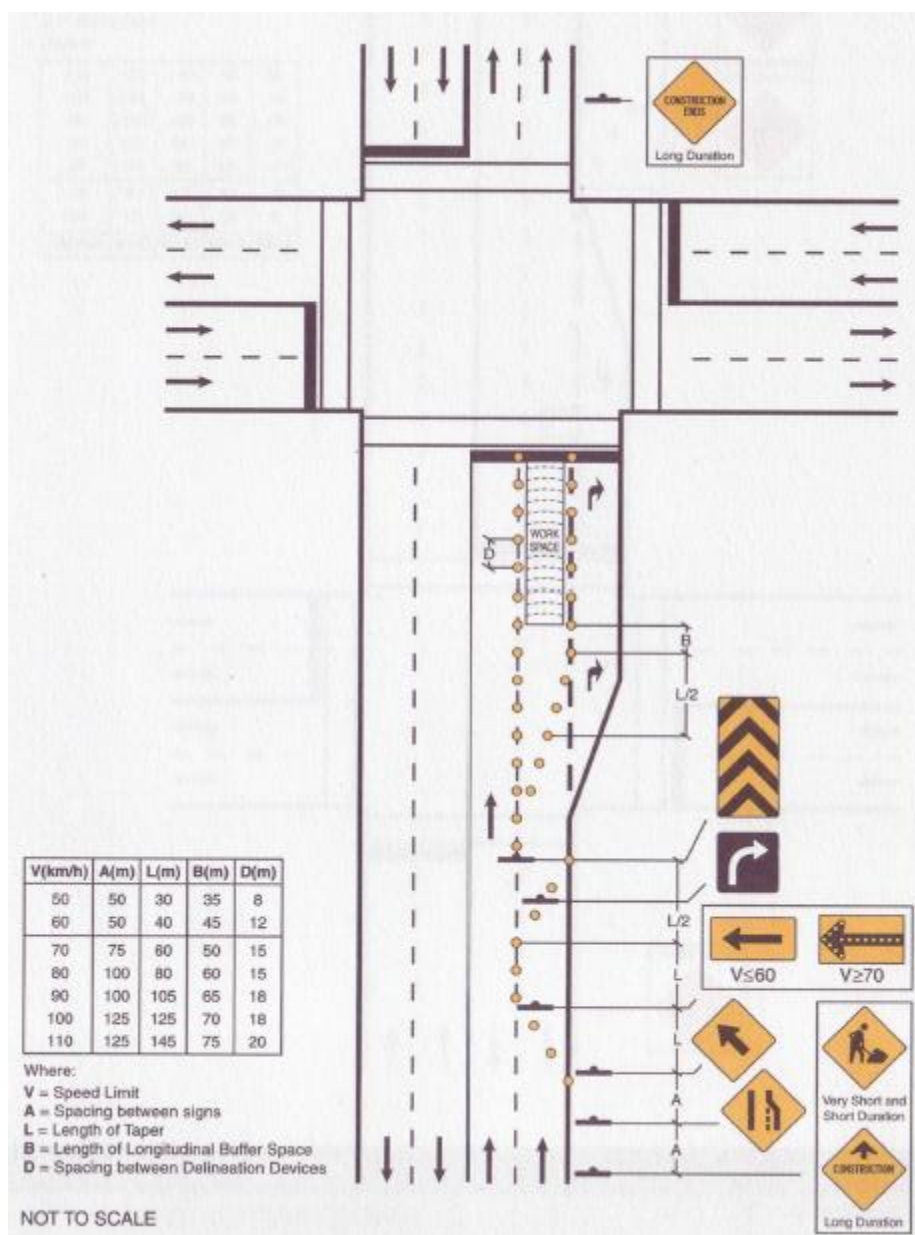 CONSTRUCTION
ENDS
Long Duration
WORK
SPACE
D
B
L/2
L/2
V≤60
V≥70
L
L
A
A
Very Short and
Short Duration
CONSTRUCTION
Long Duration
V(km/h) A(m) L(m) B(m) D(m)
50 50 30 35 8
60 50 40 45 12
70 75 60 50 15
80 100 80 60 15
90 100 105 65 18
100 125 125 70 18
110 125 145 75 20
Where:
V = Speed Limit
A = Spacing between signs
L = Length of Taper
B = Length of Longitudinal Buffer Space
D = Spacing between Delineation Devices
NOT TO SCALE